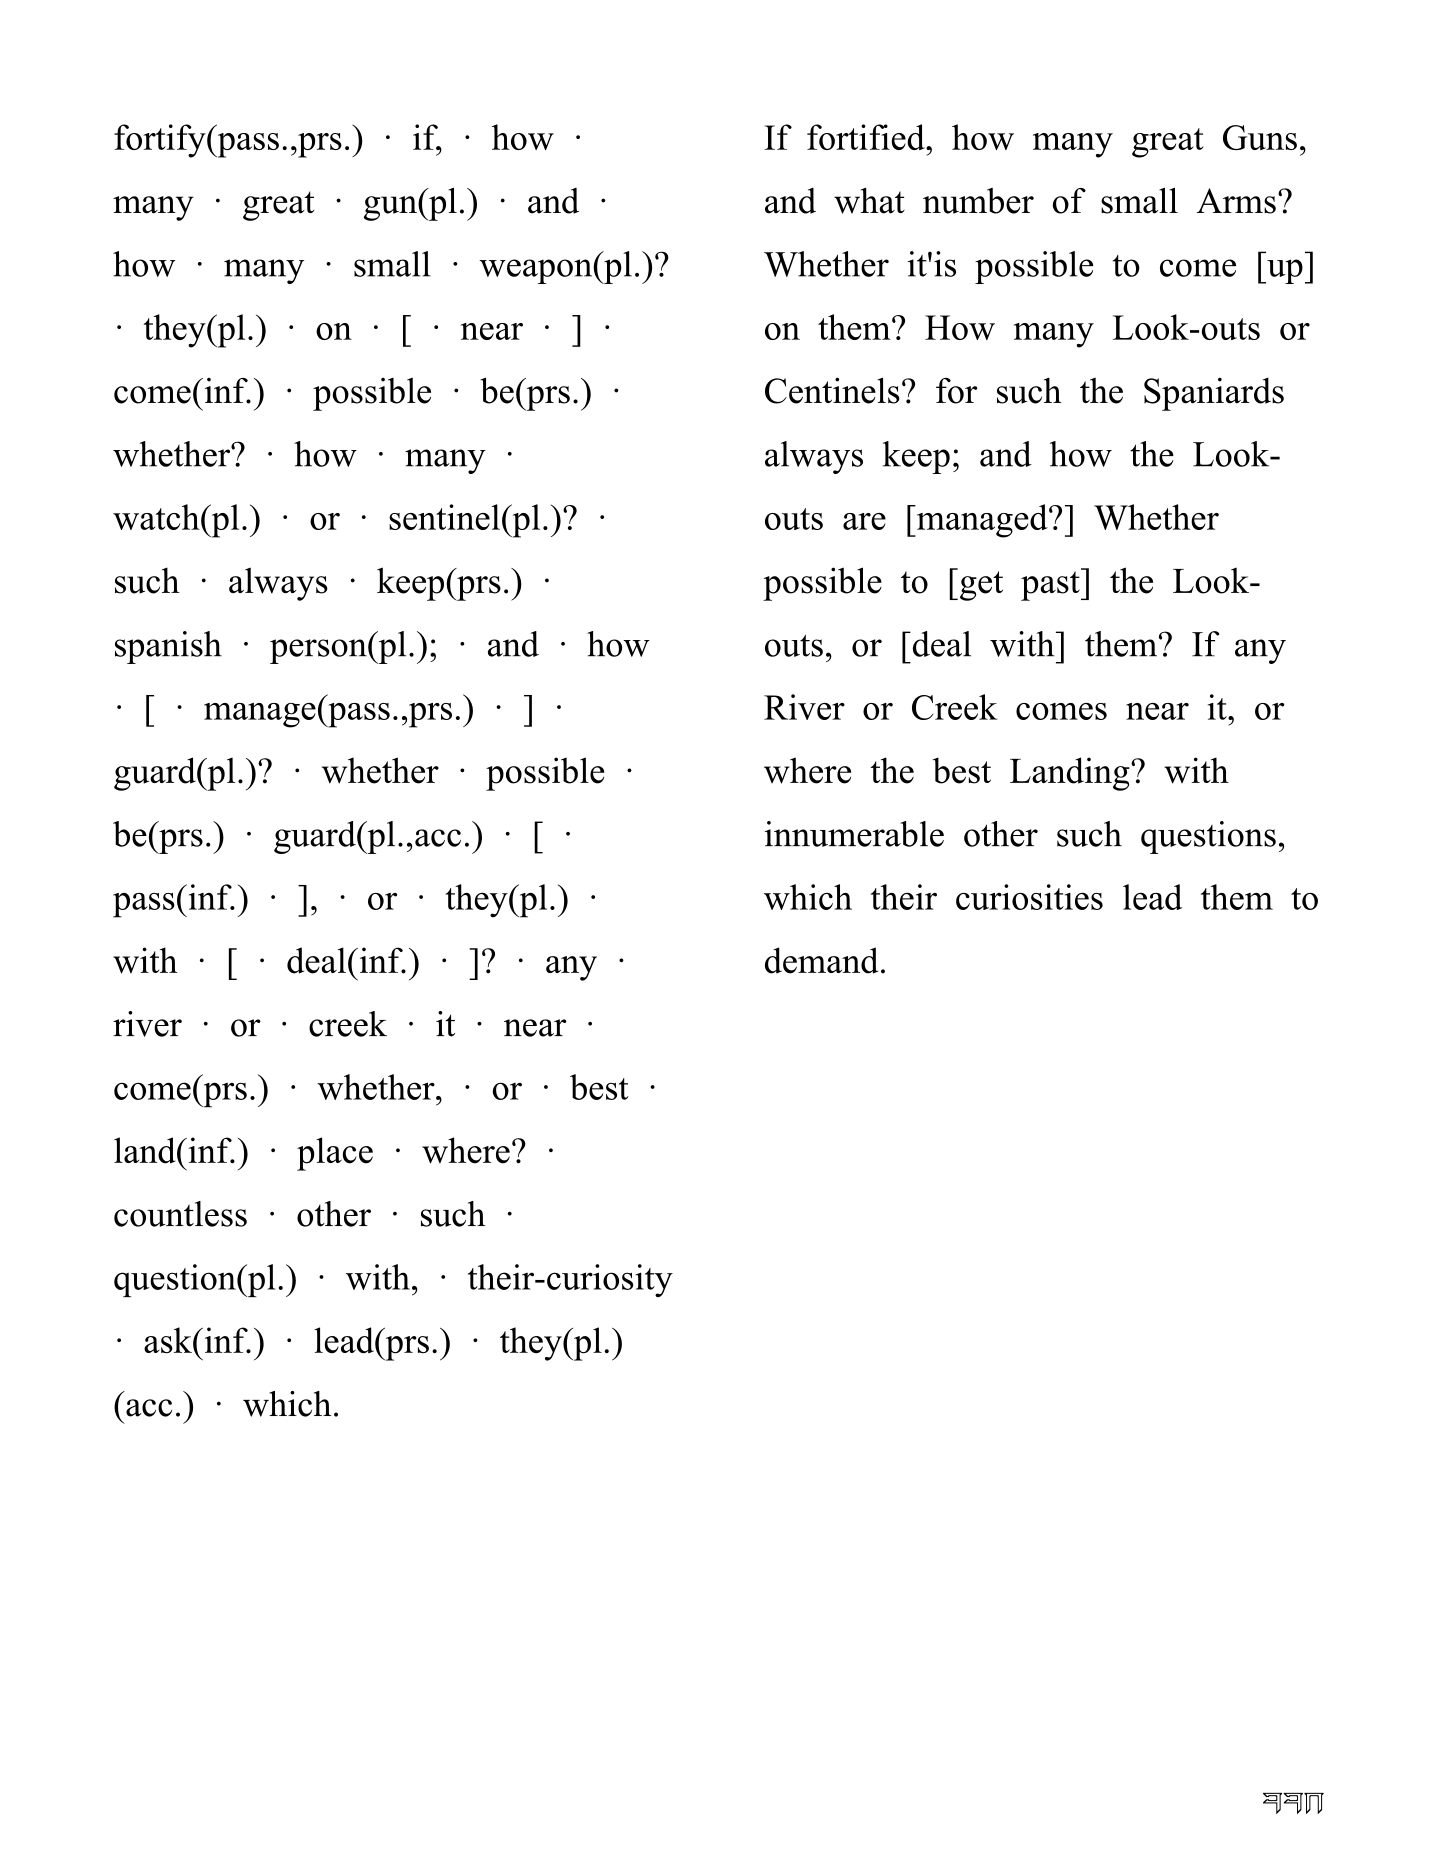 fortify(pass.,prs.) · if, · how ·
many · great · gun(pl.) · and ·
how · many · small · weapon(pl.)?
· they(pl.) · on · [ · near · ] ·
come(inf.) · possible · be(prs.) ·
whether? · how · many ·
watch(pl.) · or · sentinel(pl.)? ·
such · always · keep(prs.) ·
spanish · person(pl.); · and · how
· [ · manage(pass.,prs.) · ] ·
guard(pl.)? · whether · possible ·
be(prs.) · guard(pl.,acc.) · [ ·
pass(inf.) · ], · or · they(pl.) ·
with · [ · deal(inf.) · ]? · any ·
river · or · creek · it · near ·
come(prs.) · whether, · or · best ·
land(inf.) · place · where? ·
countless · other · such ·
question(pl.) · with, · their-curiosity
· ask(inf.) · lead(prs.) · they(pl.)
(acc.) · which.
If fortified, how many great Guns,
and what number of small Arms?
Whether it'is possible to come [up]
on them? How many Look-outs or
Centinels? for such the Spaniards
always keep; and how the Look-
outs are [managed?] Whether
possible to [get past] the Look-
outs, or [deal with] them? If any
River or Creek comes near it, or
where the best Landing? with
innumerable other such questions,
which their curiosities lead them to
demand.